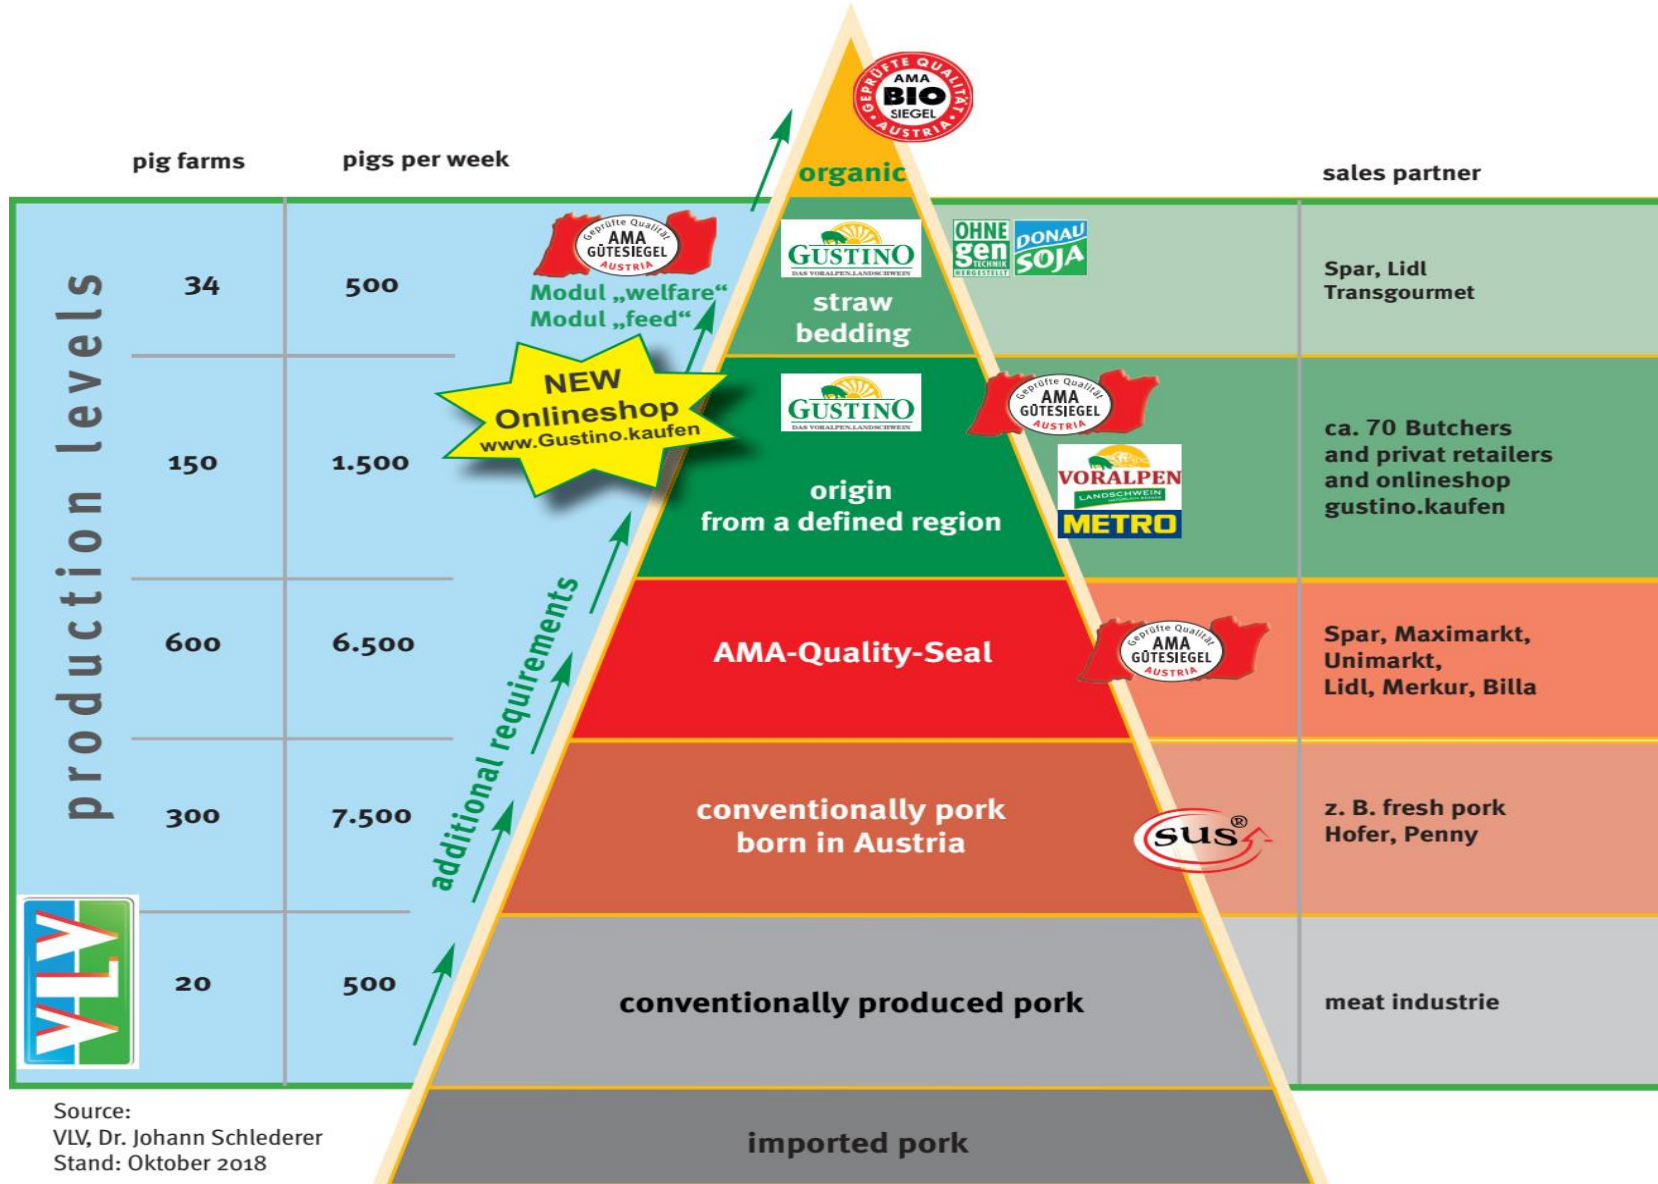 GEPRÜFTE QUALITÄT
AMA
BIO
SIEGEL
AUSTRIA
pig farms
pigs per week
organic
sales partner
production levels
34
500
Geprüfte Qualität
AMA
GÜTESIEGEL
AUSTRIA
Modul „welfare“
Modul „feed“
GUSTINO
DAS VORALPEN.LANDSCHWEIN
straw
bedding
OHNE
gen
TECHNIK
HERGESTELLT
DONAU
SOJA
Spar, Lidl
Transgourmet
NEW
Onlineshop
www.Gustino.kaufen
150
1.500
GUSTINO
DAS VORALPEN.LANDSCHWEIN
origin
from a defined region
Geprüfte Qualität
AMA
GÜTESIEGEL
AUSTRIA
VORALPEN
LANDSCHWEIN
METRO
ca. 70 Butchers
and privat retailers
and onlineshop
gustino.kaufen
additional requirements
600
6.500
AMA-Quality-Seal
Geprüfte Qualität
AMA
GÜTESIEGEL
AUSTRIA
Spar, Maximarkt,
Unimarkt,
Lidl, Merkur, Billa
300
7.500
conventionally pork
born in Austria
sus®
z. B. fresh pork
Hofer, Penny
VLV
20
500
conventionally produced pork
meat industrie
Source:
VLV, Dr. Johann Schlederer
Stand: Oktober 2018
imported pork